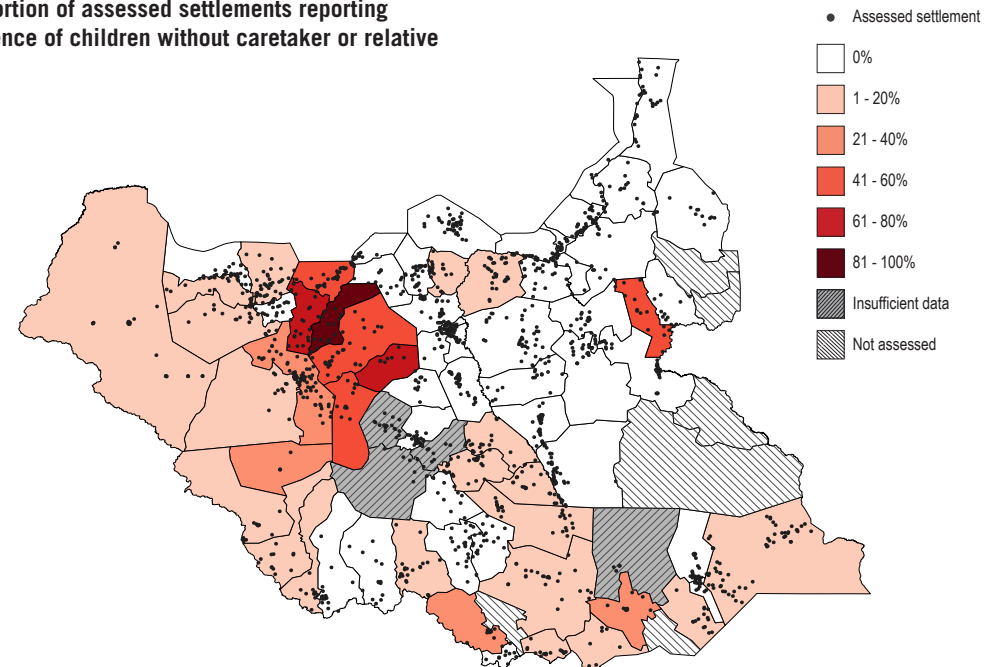 ortion of assessed settlements reporting
ence of children without caretaker or relative
Assessed settlement
0%
1 - 20%
21 - 40%
41 - 60%
61 - 80%
81 - 100%
Insufficient data
Not assessed